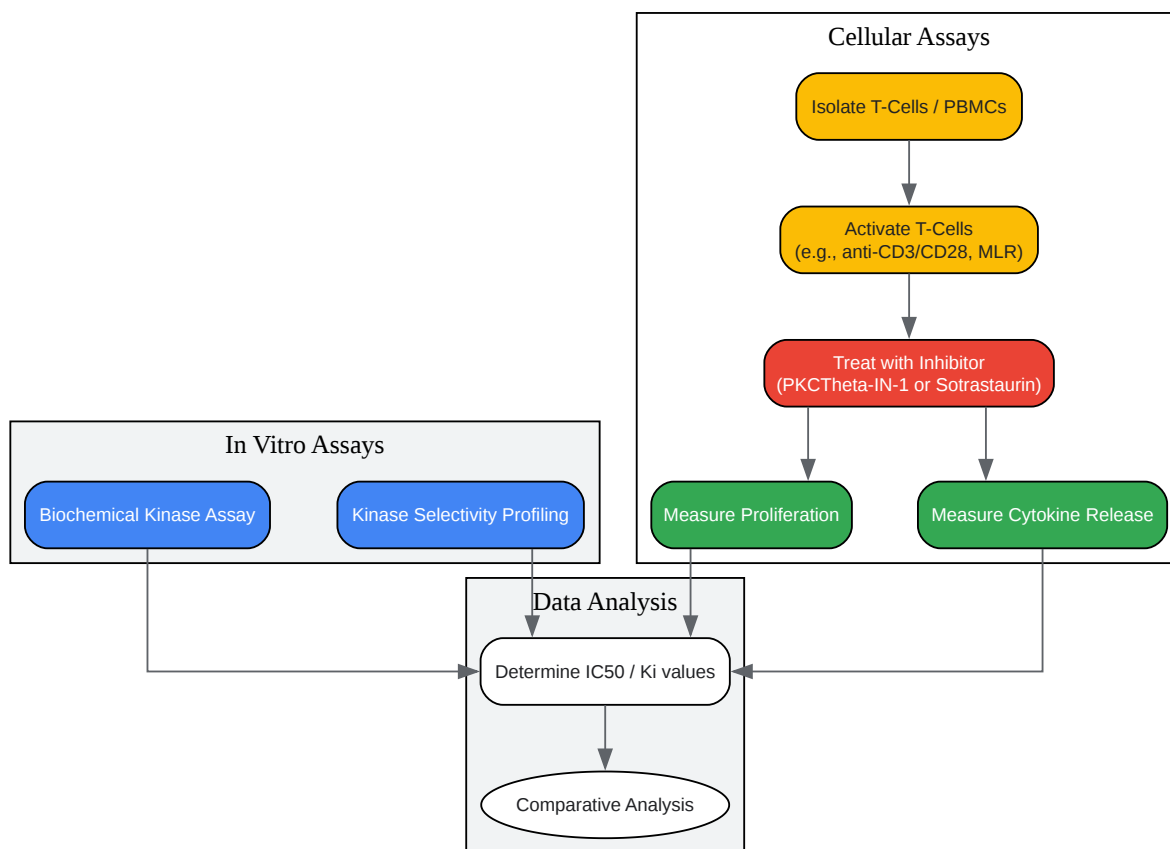 Cellular Assays
Isolate T-Cells / PBMCs
Activate T-Cells
(e.g., anti-CD3/CD28, MLR)
Treat with Inhibitor
(PKCTheta-IN-1 or Sotrastaurin)
In Vitro Assays
Biochemical Kinase Assay
Kinase Selectivity Profiling
Measure Proliferation
Measure Cytokine Release
Data Analysis
Determine IC50 / Ki values
Comparative Analysis